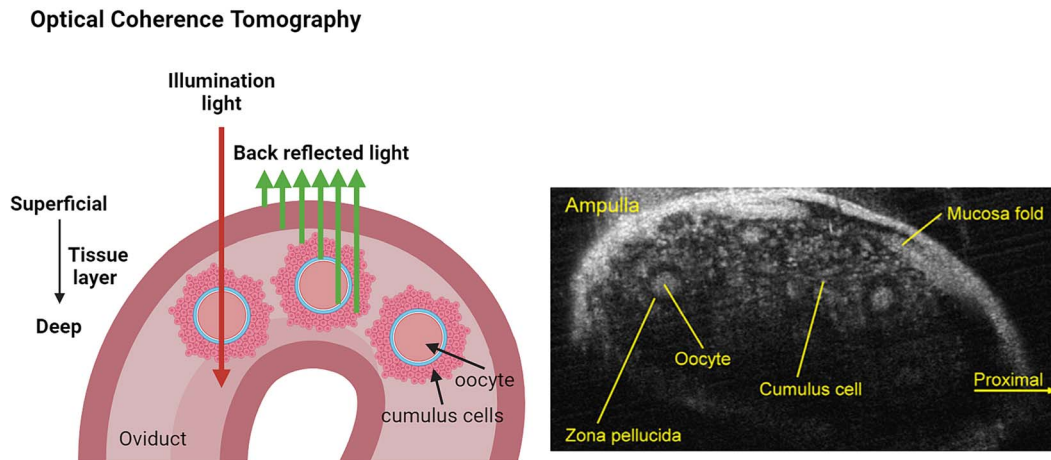 Optical Coherence Tomography
Illumination
light
Back reflected light
Superficial
Tissue
layer
Deep
oocyte
cumulus cells
Oviduct
Ampulla
Mucosa fold
Oocyte
Cumulus cell
Proximal
Zona pellucida